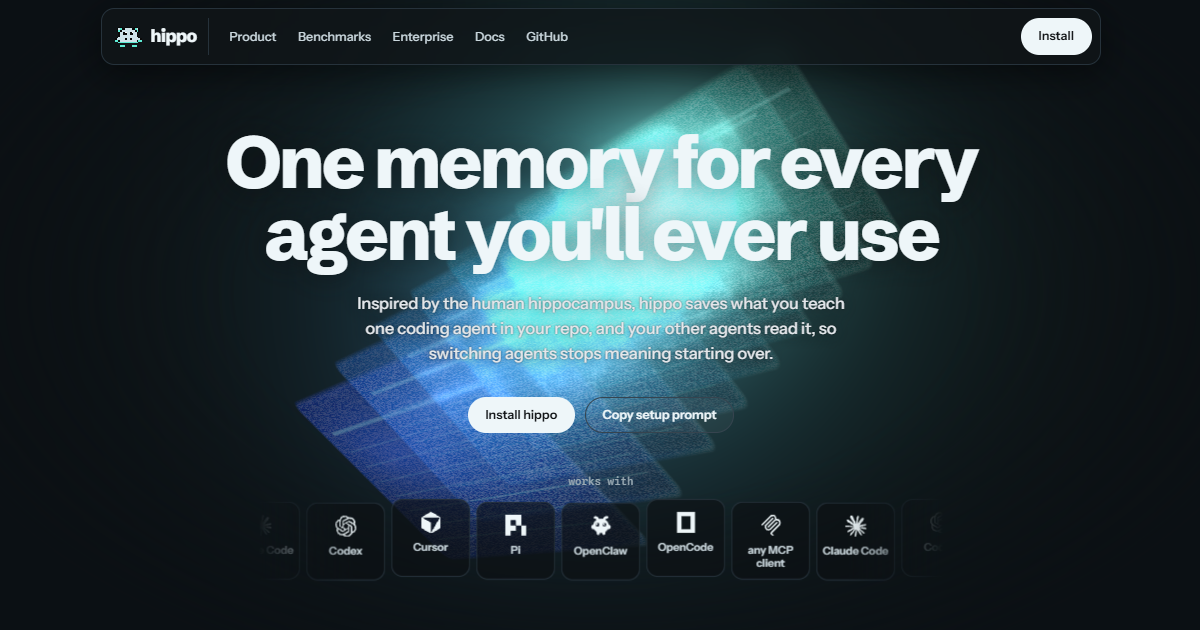 hippo
Product
Benchmarks
Enterprise
Docs
GitHub
Install
One memory for every
agent you'll ever use
Inspired by the human hippocampus, hippo saves what you teach
one coding agent in your repo, and your other agents read it, so
switching agents stops meaning starting over.
Install hippo
Copy setup prompt
works with
Code
Codex
Cursor
Pi
OpenClaw
OpenCode
any MCP
client
Claude Code